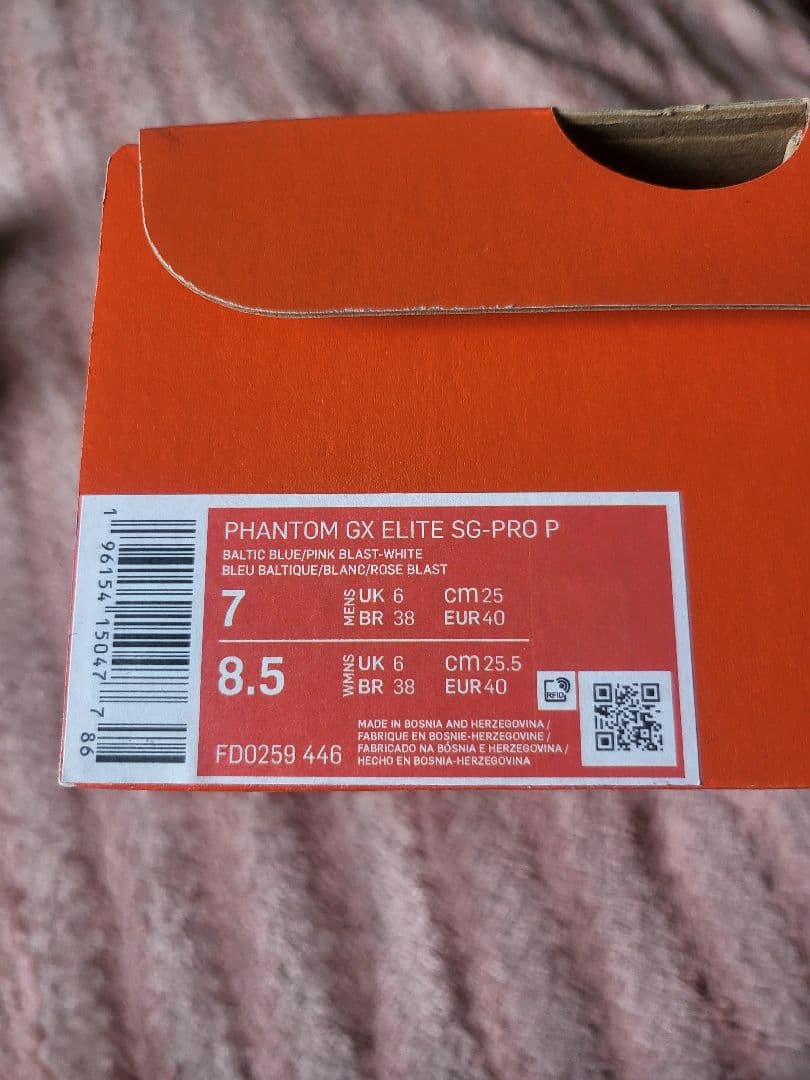 PHANTOM GX ELITE SG-PRO P
BALTIC BLUE/PINK BLAST-WHITE
BLEU BALTIQUE/BLANC/ROSE BLAST
7 MENS UK 6 cm 25
BR 38 EUR 40
8.5 WMNS UK 6 cm 25.5
BR 38 EUR 40
RFID
FD0259 446
MADE IN BOSNIA AND HERZEGOVINA /
FABRIQUE EN BOSNIE-HERZEGOVINE /
FABRICADO NA BÓSNIA E HERZEGOVINA /
HECHO EN BOSNIA-HERZEGOVINA
1 96154 15047 7 86